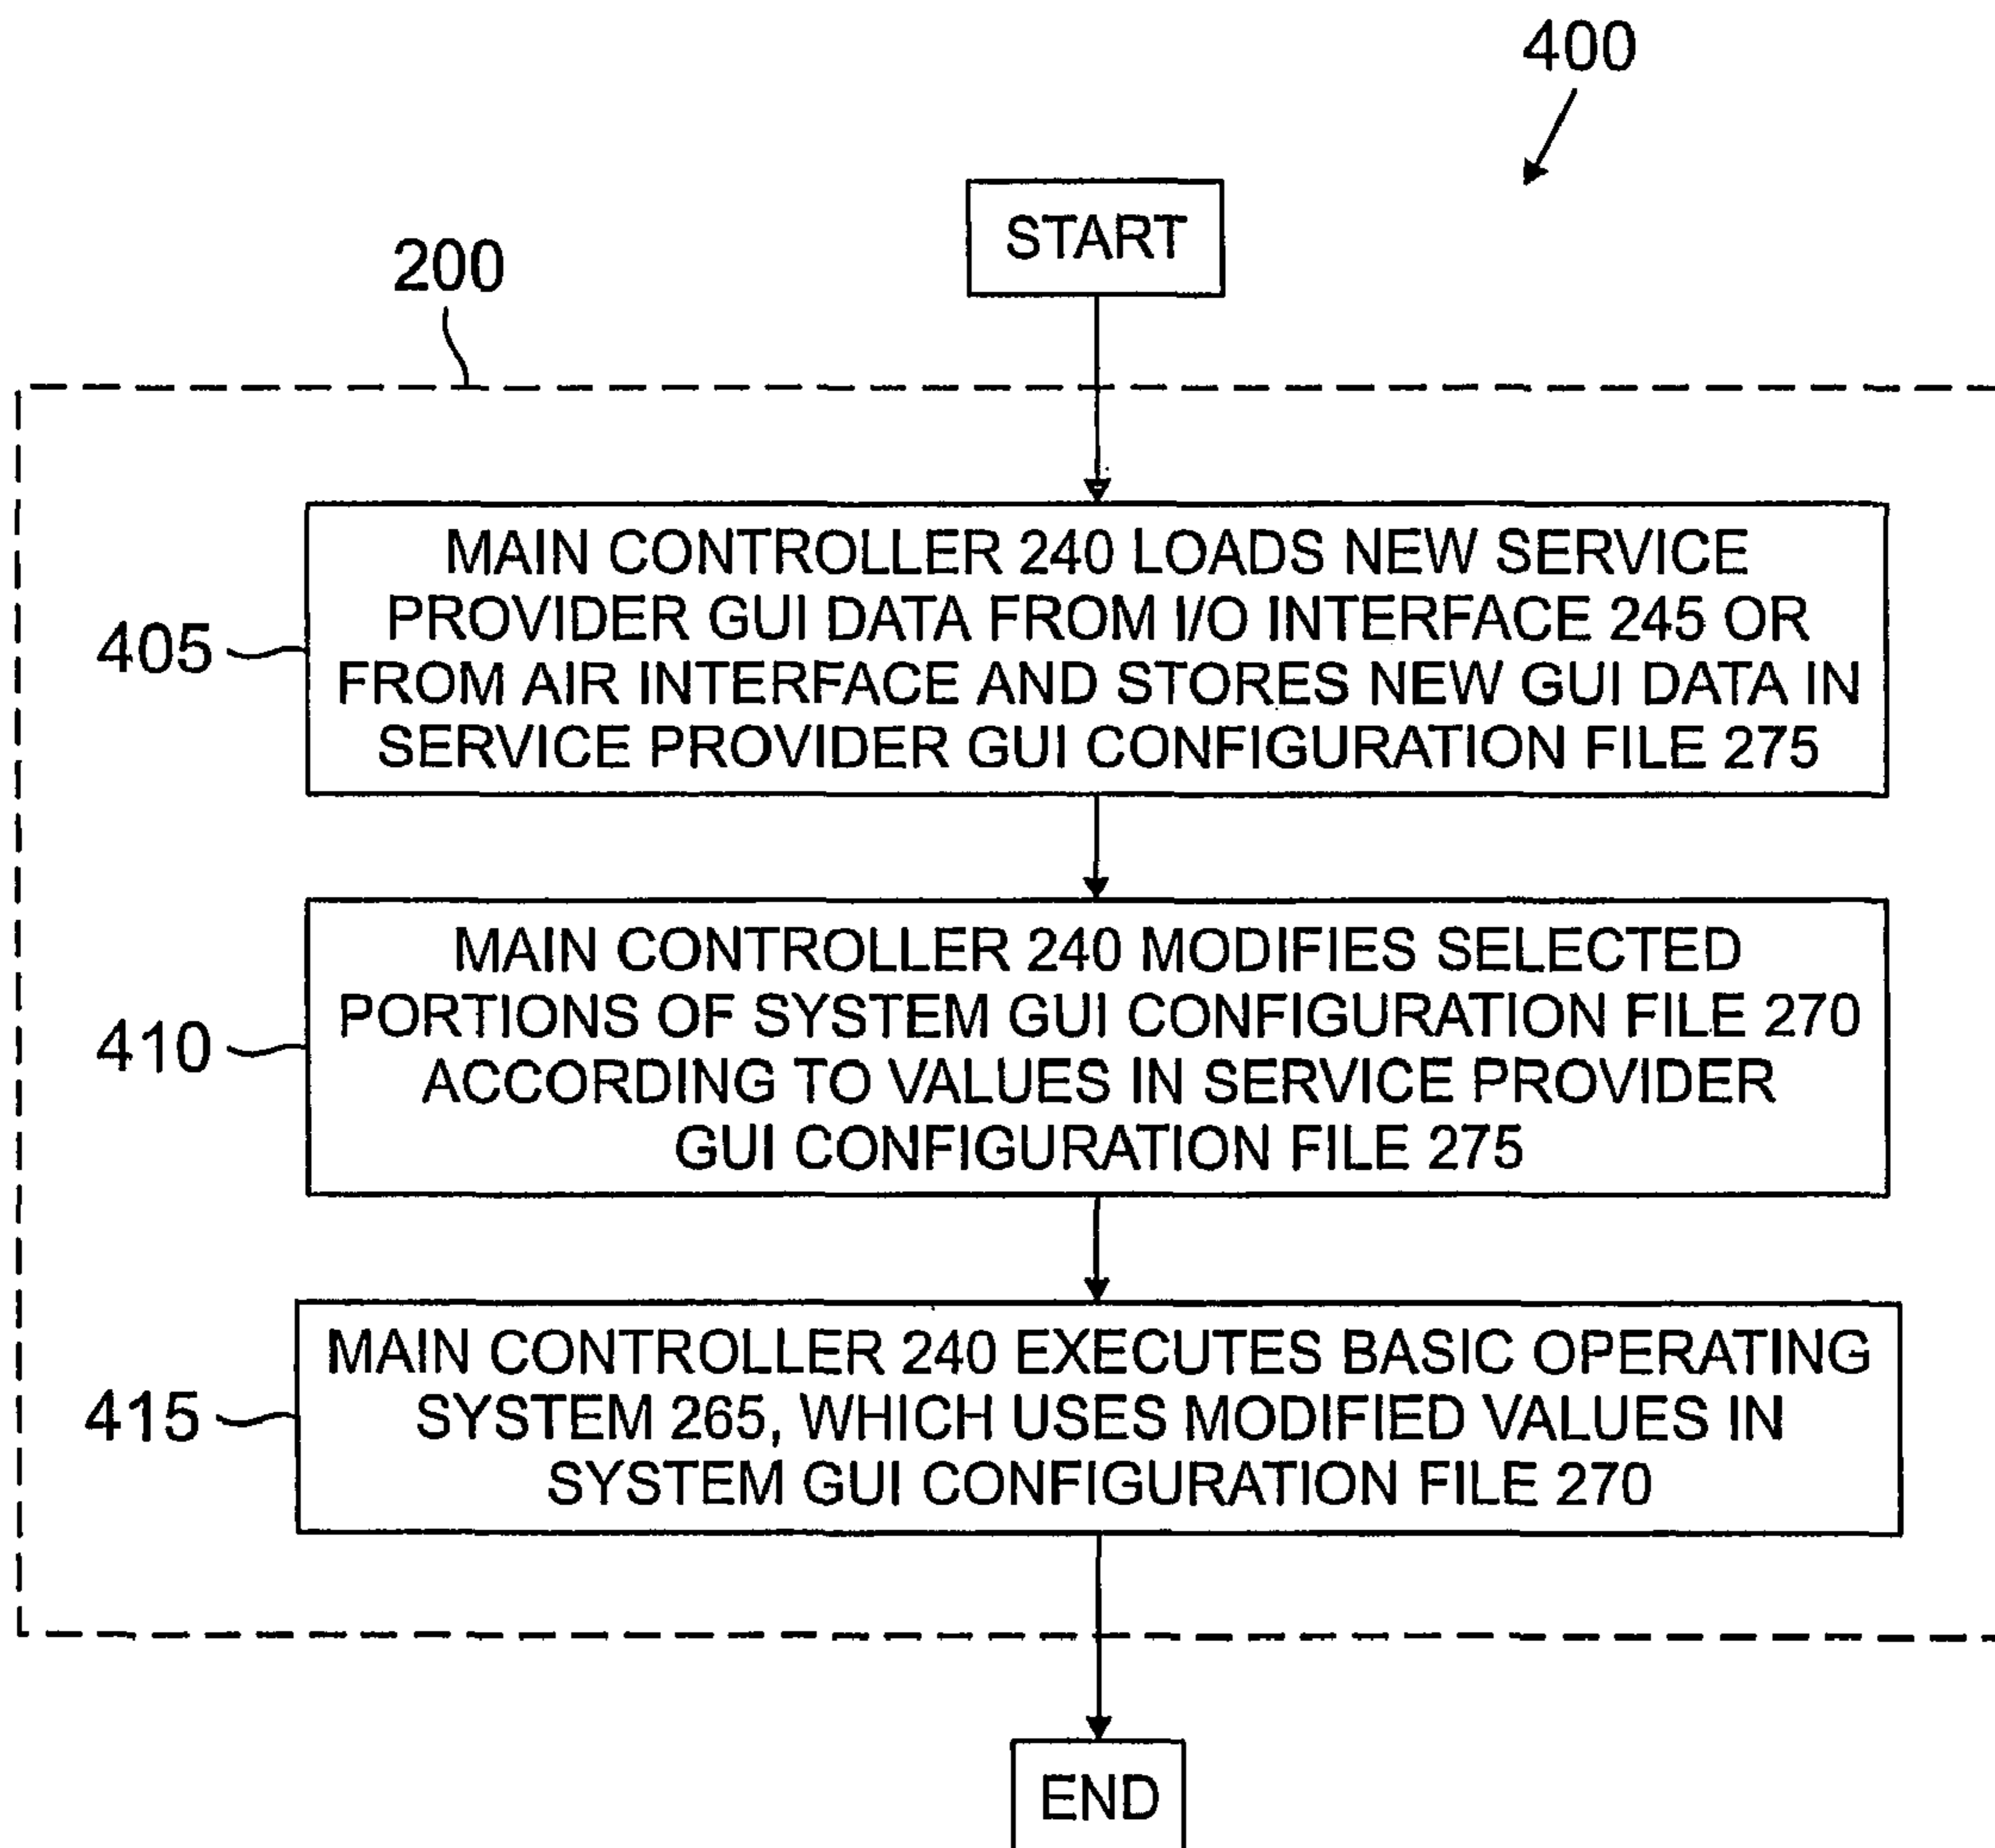 400
START
200
MAIN CONTROLLER 240 LOADS NEW SERVICE
PROVIDER GUI DATA FROM I/O INTERFACE 245 OR
FROM AIR INTERFACE AND STORES NEW GUI DATA IN
SERVICE PROVIDER GUI CONFIGURATION FILE 275
405
MAIN CONTROLLER 240 MODIFIES SELECTED
PORTIONS OF SYSTEM GUI CONFIGURATION FILE 270
ACCORDING TO VALUES IN SERVICE PROVIDER
GUI CONFIGURATION FILE 275
410
MAIN CONTROLLER 240 EXECUTES BASIC OPERATING
SYSTEM 265, WHICH USES MODIFIED VALUES IN
SYSTEM GUI CONFIGURATION FILE 270
415
END